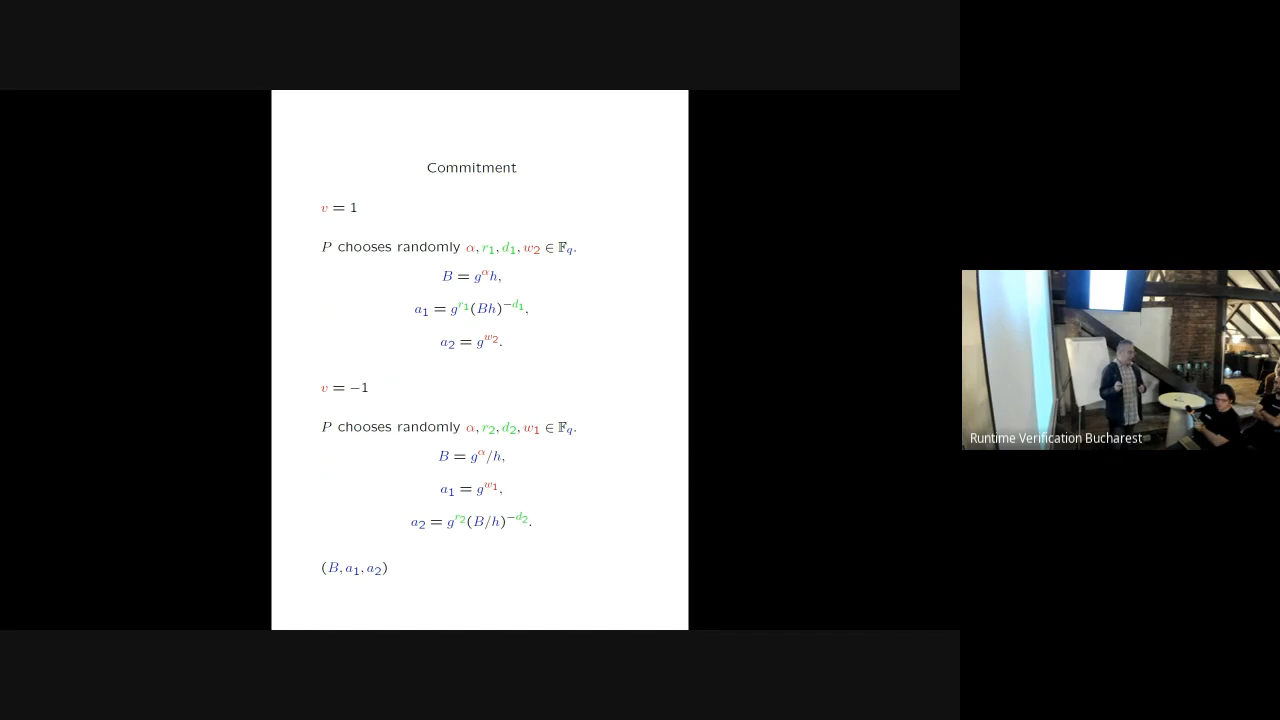 Commitment
v = 1
P chooses randomly α, r₁, d₁, w₂ ∈ 𝔽_q.
B = g^α h,
a₁ = g^{r₁}(Bh)^{−d₁},
a₂ = g^{w₂}.
v = −1
P chooses randomly α, r₂, d₂, w₁ ∈ 𝔽_q.
B = g^α/h,
a₁ = g^{w₁},
a₂ = g^{r₂}(B/h)^{−d₂}.
(B, a₁, a₂)
Runtime Verification Bucharest